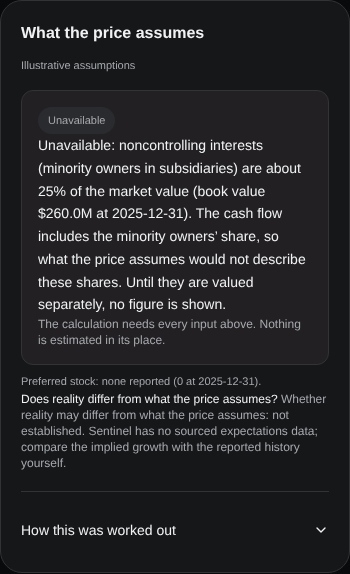 What the price assumes
Illustrative assumptions
Unavailable
Unavailable: noncontrolling interests
(minority owners in subsidiaries) are about
25% of the market value (book value
$260.0M at 2025-12-31). The cash flow
includes the minority owners' share, so
what the price assumes would not describe
these shares. Until they are valued
separately, no figure is shown.
The calculation needs every input above. Nothing
is estimated in its place.
Preferred stock: none reported (0 at 2025-12-31).
Does reality differ from what the price assumes? Whether
reality may differ from what the price assumes: not
established. Sentinel has no sourced expectations data;
compare the implied growth with the reported history
yourself.
How this was worked out